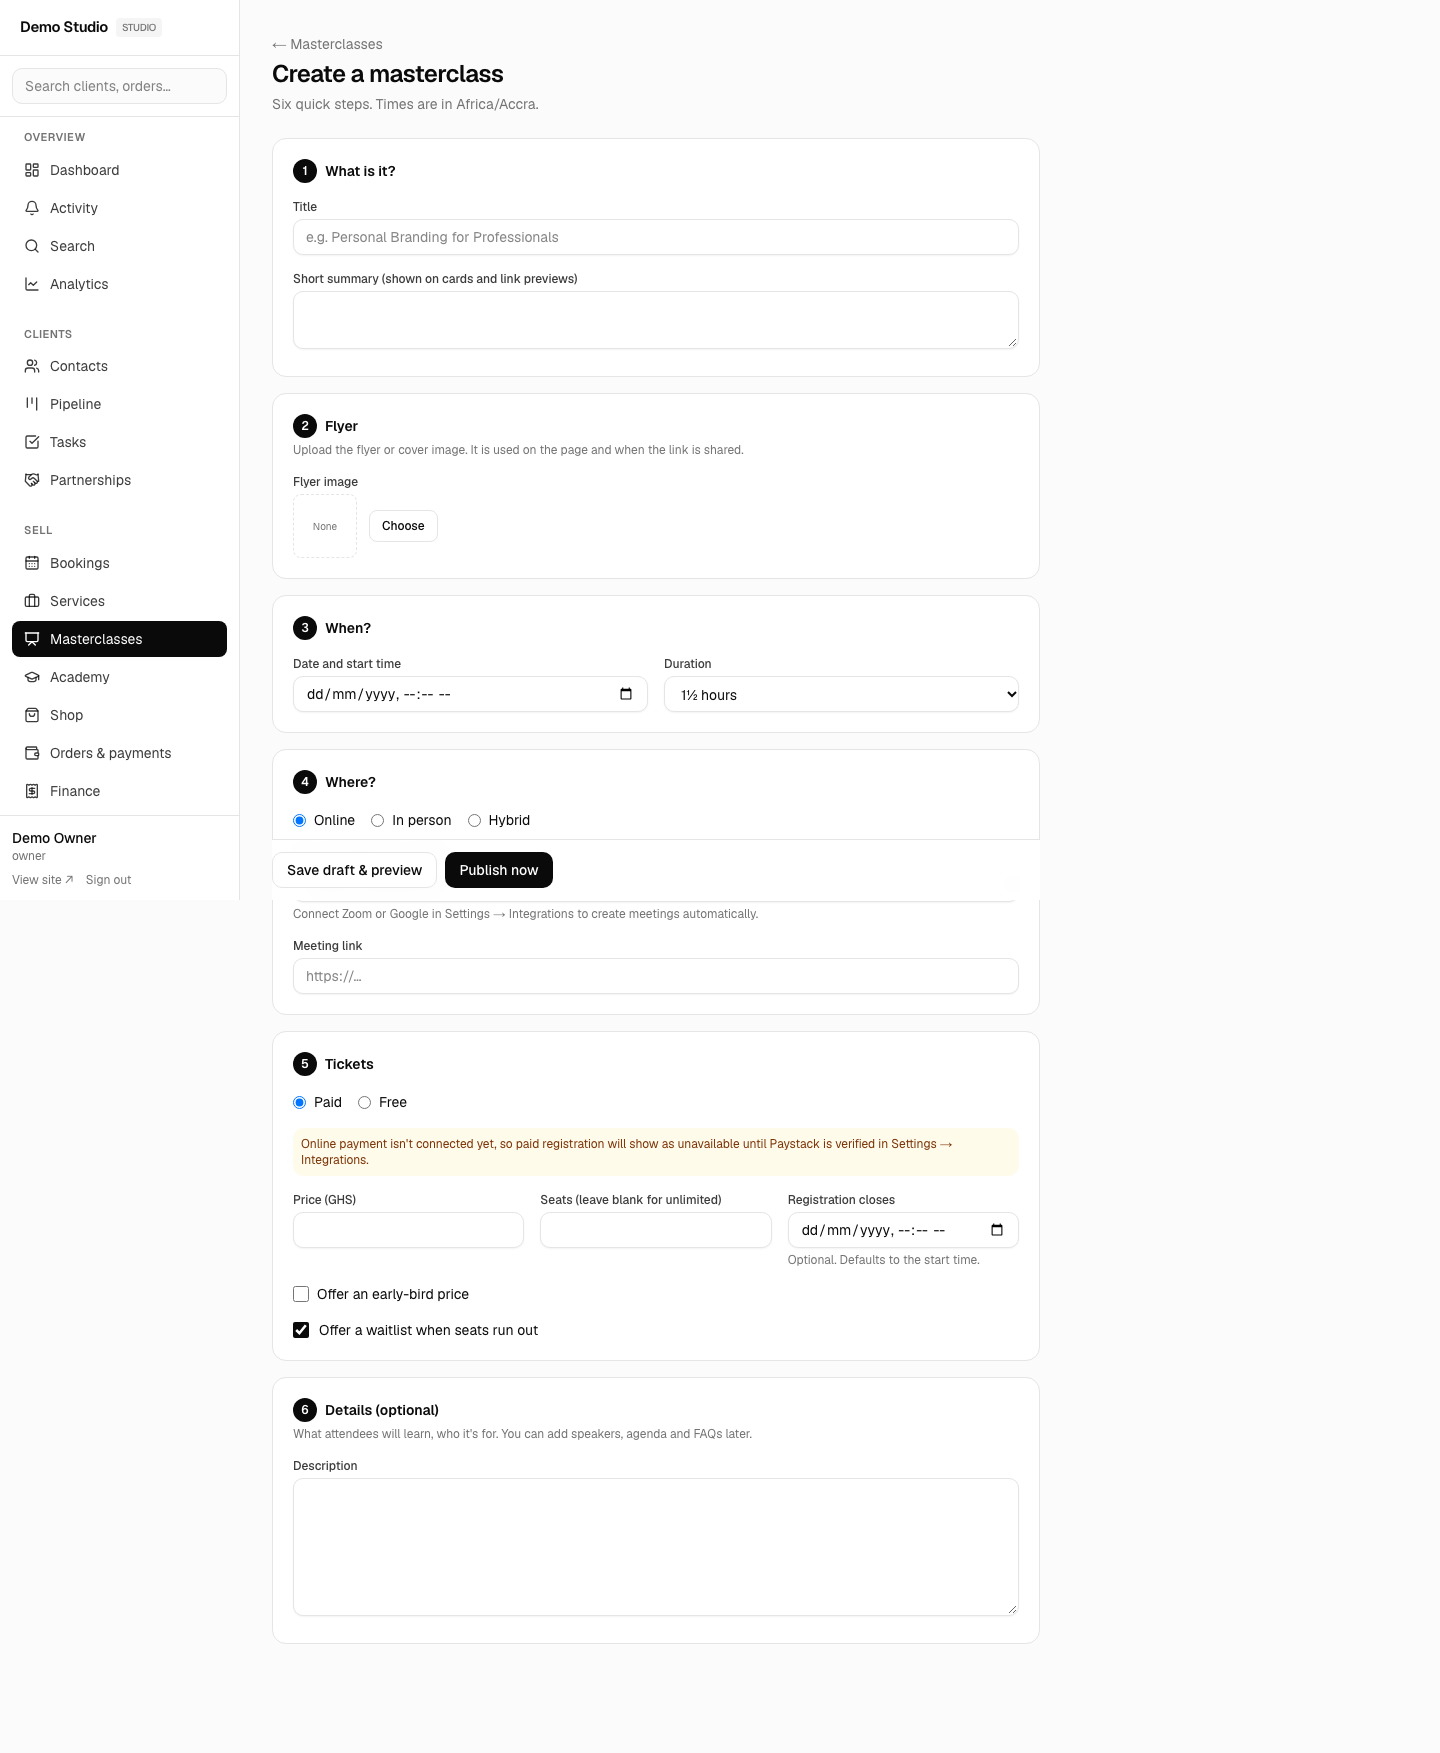 Demo Studio STUDIO
Search clients, orders...
OVERVIEW
Dashboard
Activity
Search
Analytics
CLIENTS
Contacts
Pipeline
Tasks
Partnerships
SELL
Bookings
Services
Masterclasses
Academy
Shop
Orders & payments
Finance
Demo Owner
owner
View site ↗ Sign out
← Masterclasses
Create a masterclass
Six quick steps. Times are in Africa/Accra.
1 What is it?
Title
e.g. Personal Branding for Professionals
Short summary (shown on cards and link previews)
2 Flyer
Upload the flyer or cover image. It is used on the page and when the link is shared.
Flyer image
None
Choose
3 When?
Date and start time
Duration
dd/mm/yyyy, --:-- --
1½ hours
4 Where?
Online In person Hybrid
Save draft & preview Publish now
Connect Zoom or Google in Settings → Integrations to create meetings automatically.
Meeting link
https://...
5 Tickets
Paid Free
Online payment isn't connected yet, so paid registration will show as unavailable until Paystack is verified in Settings →
Integrations.
Price (GHS)
Seats (leave blank for unlimited)
Registration closes
dd/mm/yyyy, --:-- --
Optional. Defaults to the start time.
Offer an early-bird price
Offer a waitlist when seats run out
6 Details (optional)
What attendees will learn, who it's for. You can add speakers, agenda and FAQs later.
Description